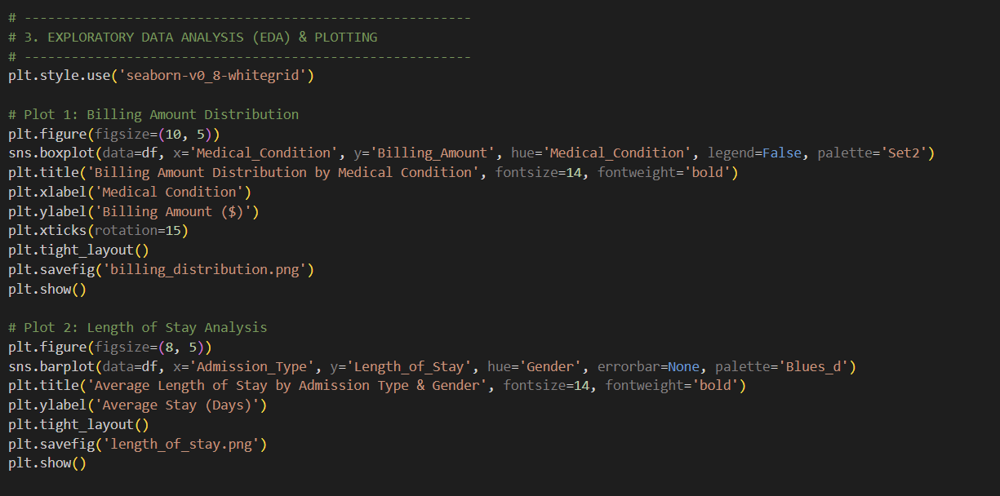 # ---------------------------------------------------------
# 3. EXPLORATORY DATA ANALYSIS (EDA) & PLOTTING
# ---------------------------------------------------------
plt.style.use('seaborn-v0_8-whitegrid')

# Plot 1: Billing Amount Distribution
plt.figure(figsize=(10, 5))
sns.boxplot(data=df, x='Medical_Condition', y='Billing_Amount', hue='Medical_Condition', legend=False, palette='Set2')
plt.title('Billing Amount Distribution by Medical Condition', fontsize=14, fontweight='bold')
plt.xlabel('Medical Condition')
plt.ylabel('Billing Amount ($)')
plt.xticks(rotation=15)
plt.tight_layout()
plt.savefig('billing_distribution.png')
plt.show()

# Plot 2: Length of Stay Analysis
plt.figure(figsize=(8, 5))
sns.barplot(data=df, x='Admission_Type', y='Length_of_Stay', hue='Gender', errorbar=None, palette='Blues_d')
plt.title('Average Length of Stay by Admission Type & Gender', fontsize=14, fontweight='bold')
plt.ylabel('Average Stay (Days)')
plt.tight_layout()
plt.savefig('length_of_stay.png')
plt.show()